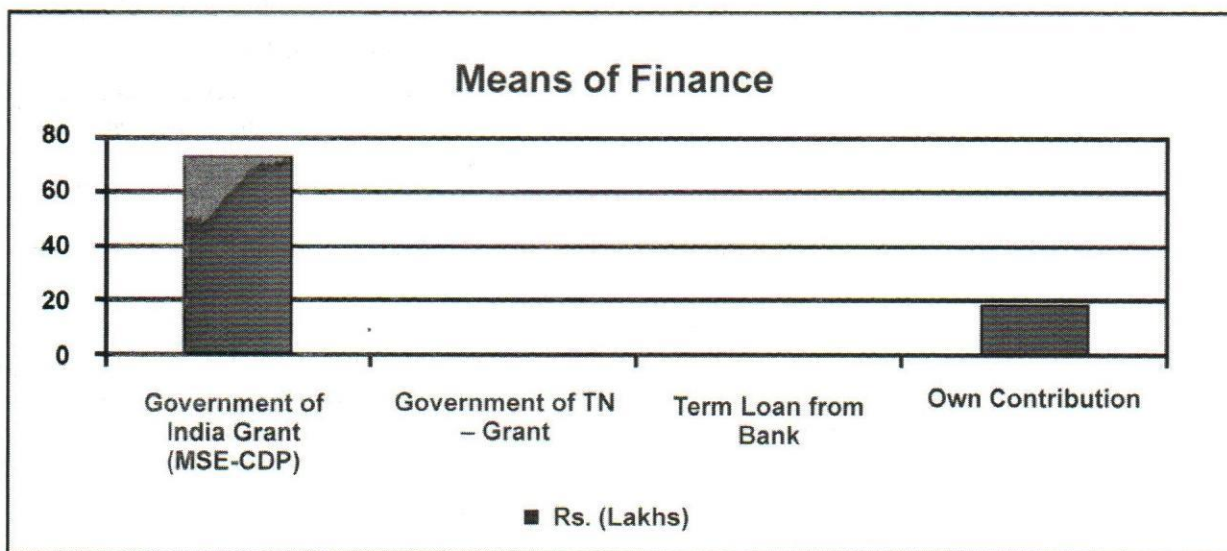 Means of Finance
80
60
40
20
0
Government of
India Grant
(MSE-CDP)
Government of TN
– Grant
Term Loan from
Bank
Own Contribution
Rs. (Lakhs)